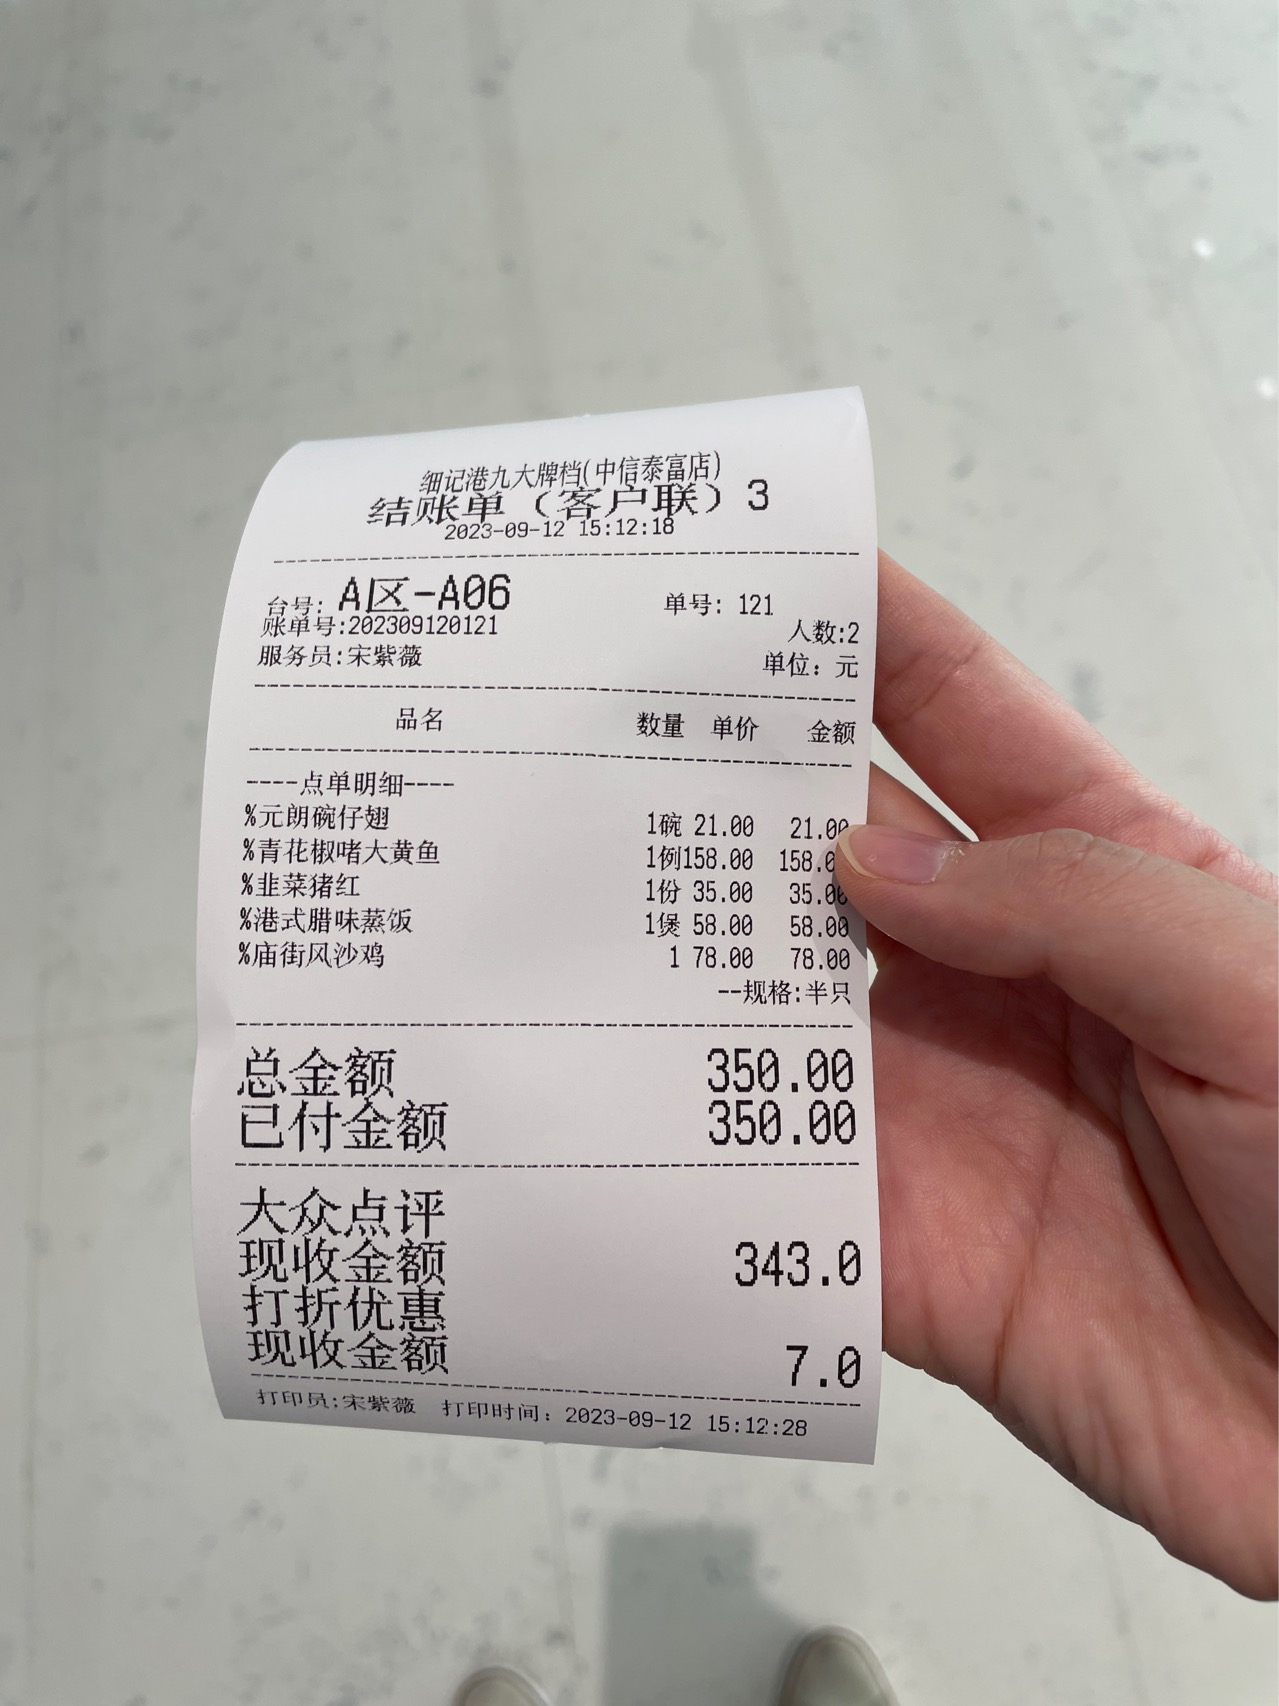 细记港九大牌档(中信泰富店)
结账单（客户联）3
2023-09-12 15:12:18
台号: A区-A06 单号: 121
账单号:202309120121 人数:2
服务员:宋紫薇 单位: 元
品名 数量 单价 金额
----点单明细----
%元朗碗仔翅 1碗 21.00 21.00
%青花椒啫大黄鱼 1例158.00 158.0
%韭菜猪红 1份 35.00 35.00
%港式腊味蒸饭 1煲 58.00 58.00
%庙街风沙鸡 1 78.00 78.00
--规格:半只
总金额 350.00
已付金额 350.00
大众点评
现收金额 343.0
打折优惠
现收金额 7.0
打印员:宋紫薇 打印时间: 2023-09-12 15:12:28